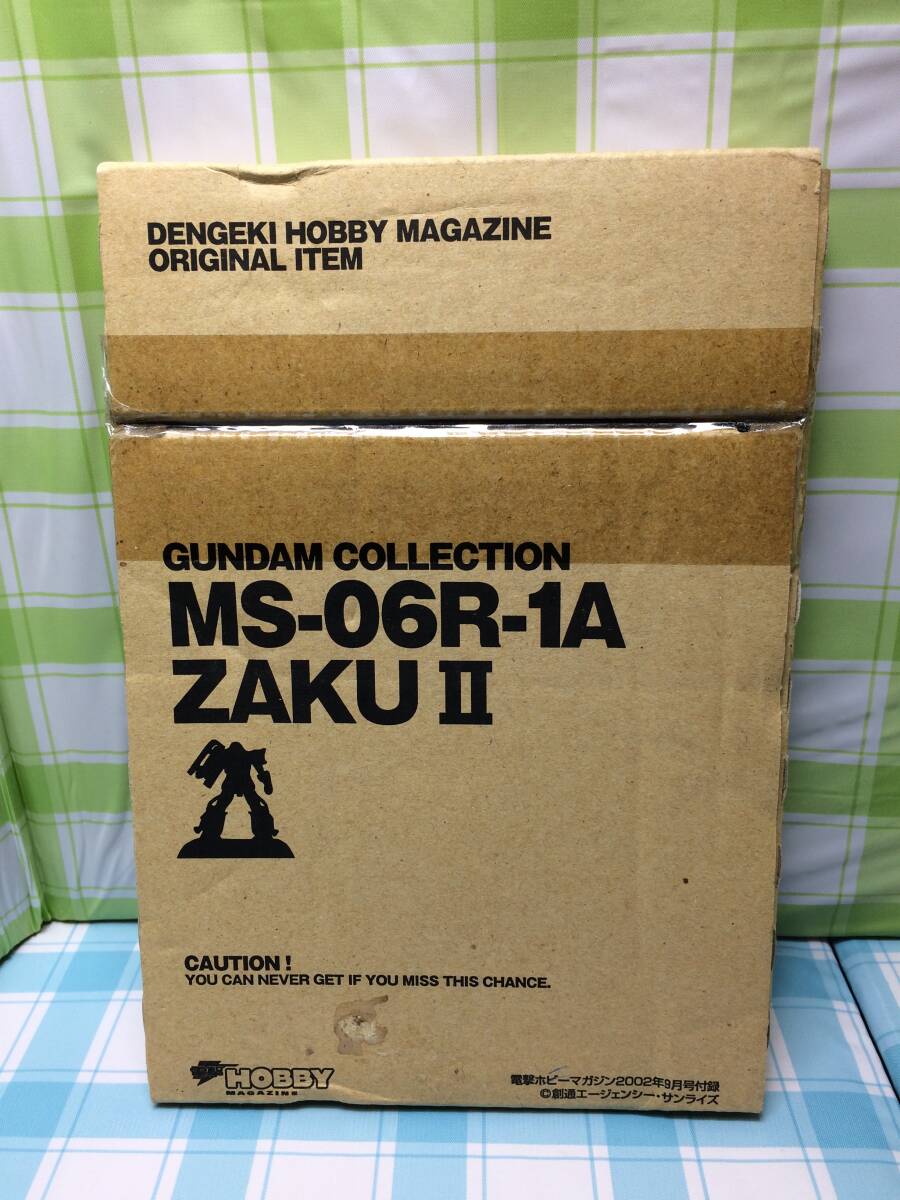 DENGEKI HOBBY MAGAZINE
ORIGINAL ITEM
GUNDAM COLLECTION
MS-06R-1A
ZAKU II
CAUTION !
YOU CAN NEVER GET IF YOU MISS THIS CHANCE.
電撃 HOBBY
MAGAZINE
電撃ホビーマガジン2002年9月号付録
©創通エージェンシー・サンライズ